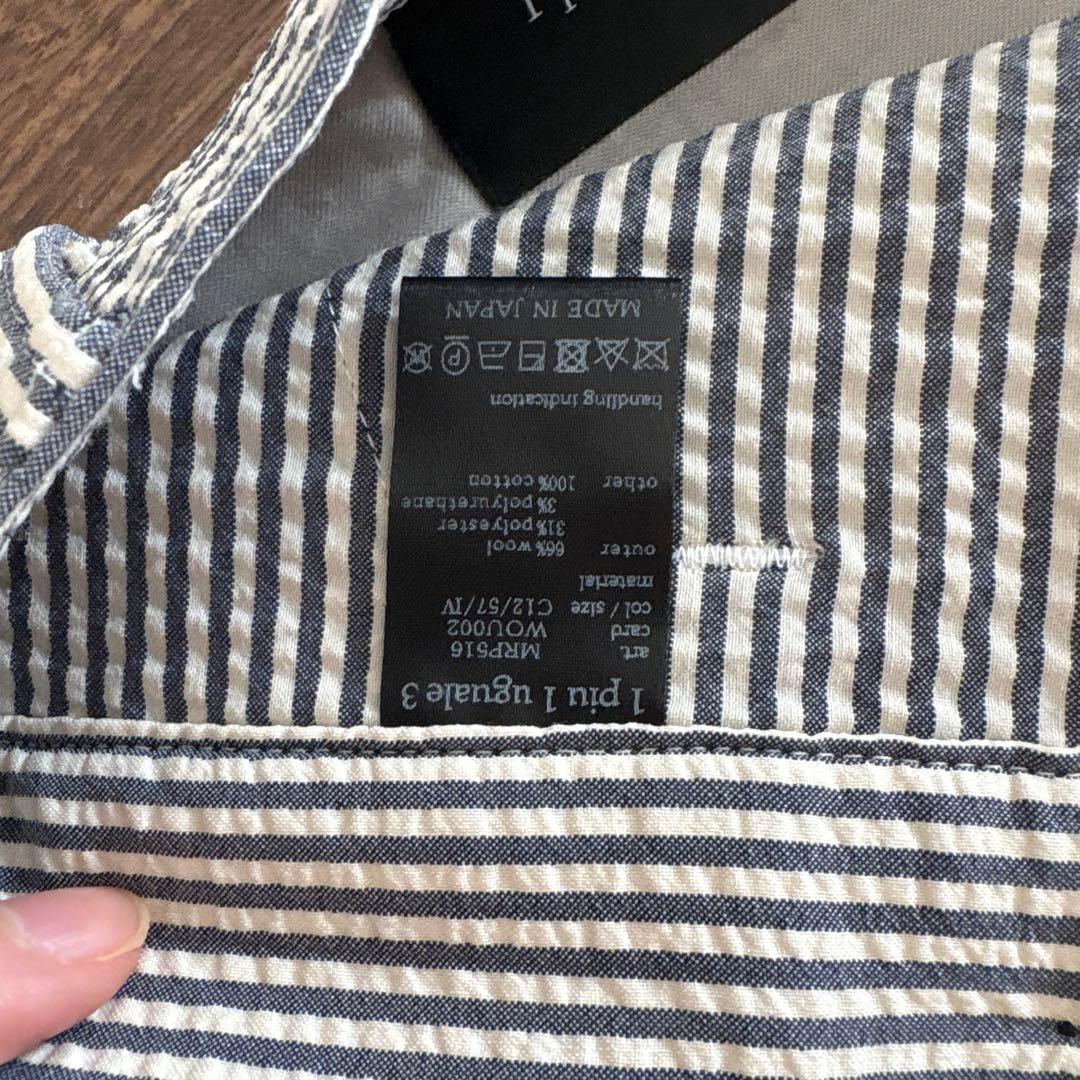 1 piu 1 uguale 3
art. MRP516
card WOU002
col / size C12/57/IV
material
outer 66% wool
31% polyester
3% polyurethane
other 100% cotton
handling indication
MADE IN JAPAN